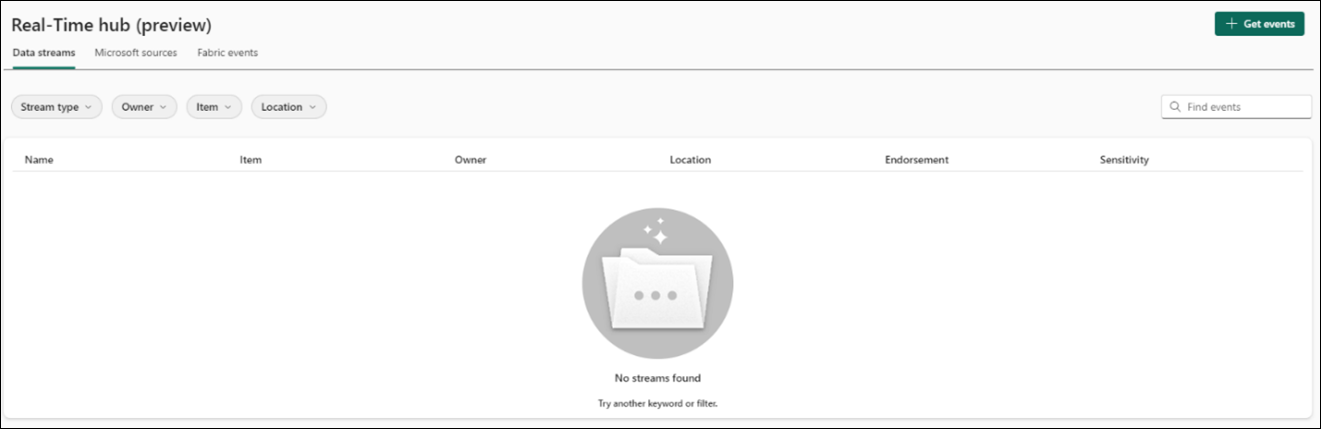 Real-Time hub (preview)
+ Get events
Data streams Microsoft sources Fabric events
Stream type Owner Item Location
Find events
Name Item Owner Location Endorsement Sensitivity
No streams found
Try another keyword or filter.